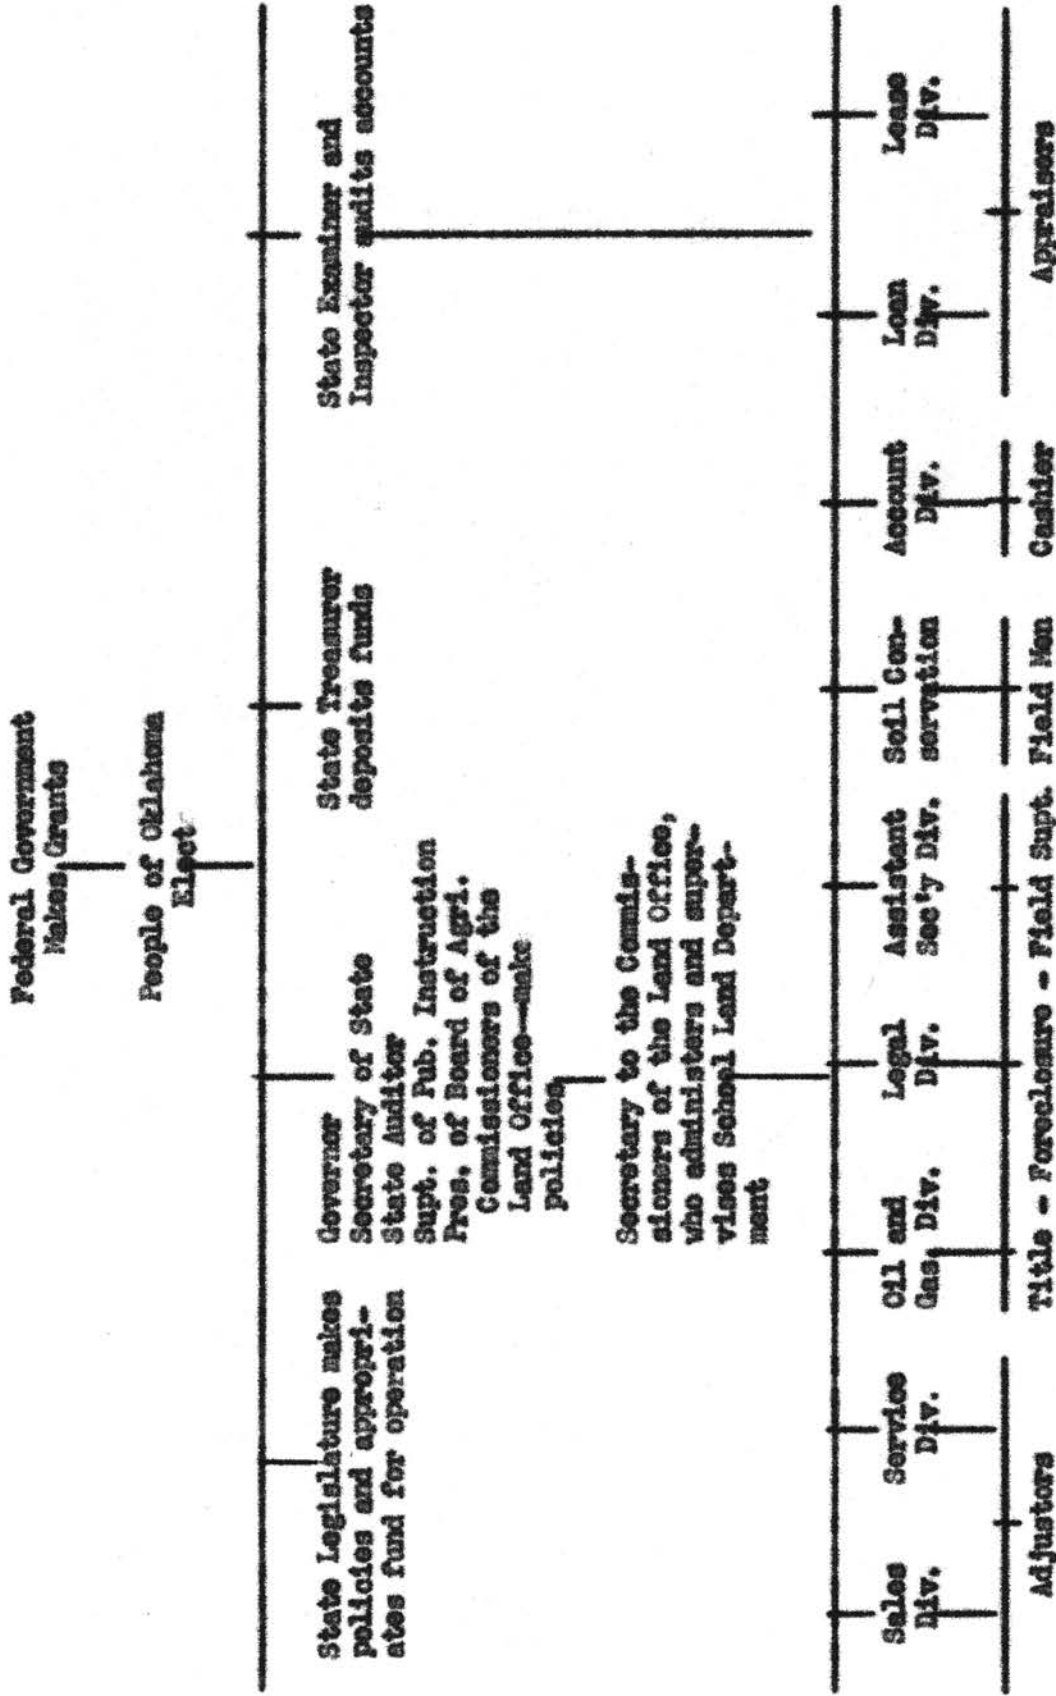 Federal Government
Makes Grants
People of Oklahoma
Elect
State Legislature makes
policies and appropri-
ates fund for operation
Governor
Secretary of State
State Auditor
Supt. of Pub. Instruction
Pres. of Board of Agri.
Commissioners of the
Land Office--make
policies
State Treasurer
deposits funds
State Examiner and
Inspector audits accounts
Secretary to the Commis-
sioners of the Land Office,
who administers and super-
vises School Land Depart-
ment
Sales
Div.
Service
Div.
Oil and
Gas. Div.
Legal
Div.
Assistant
Sec'y Div.
Soil Con-
servation
Account
Div.
Loan
Div.
Lease
Div.
Adjustors
Title - Foreclosure - Field Supt.
Field Men
Cashier
Appraisers